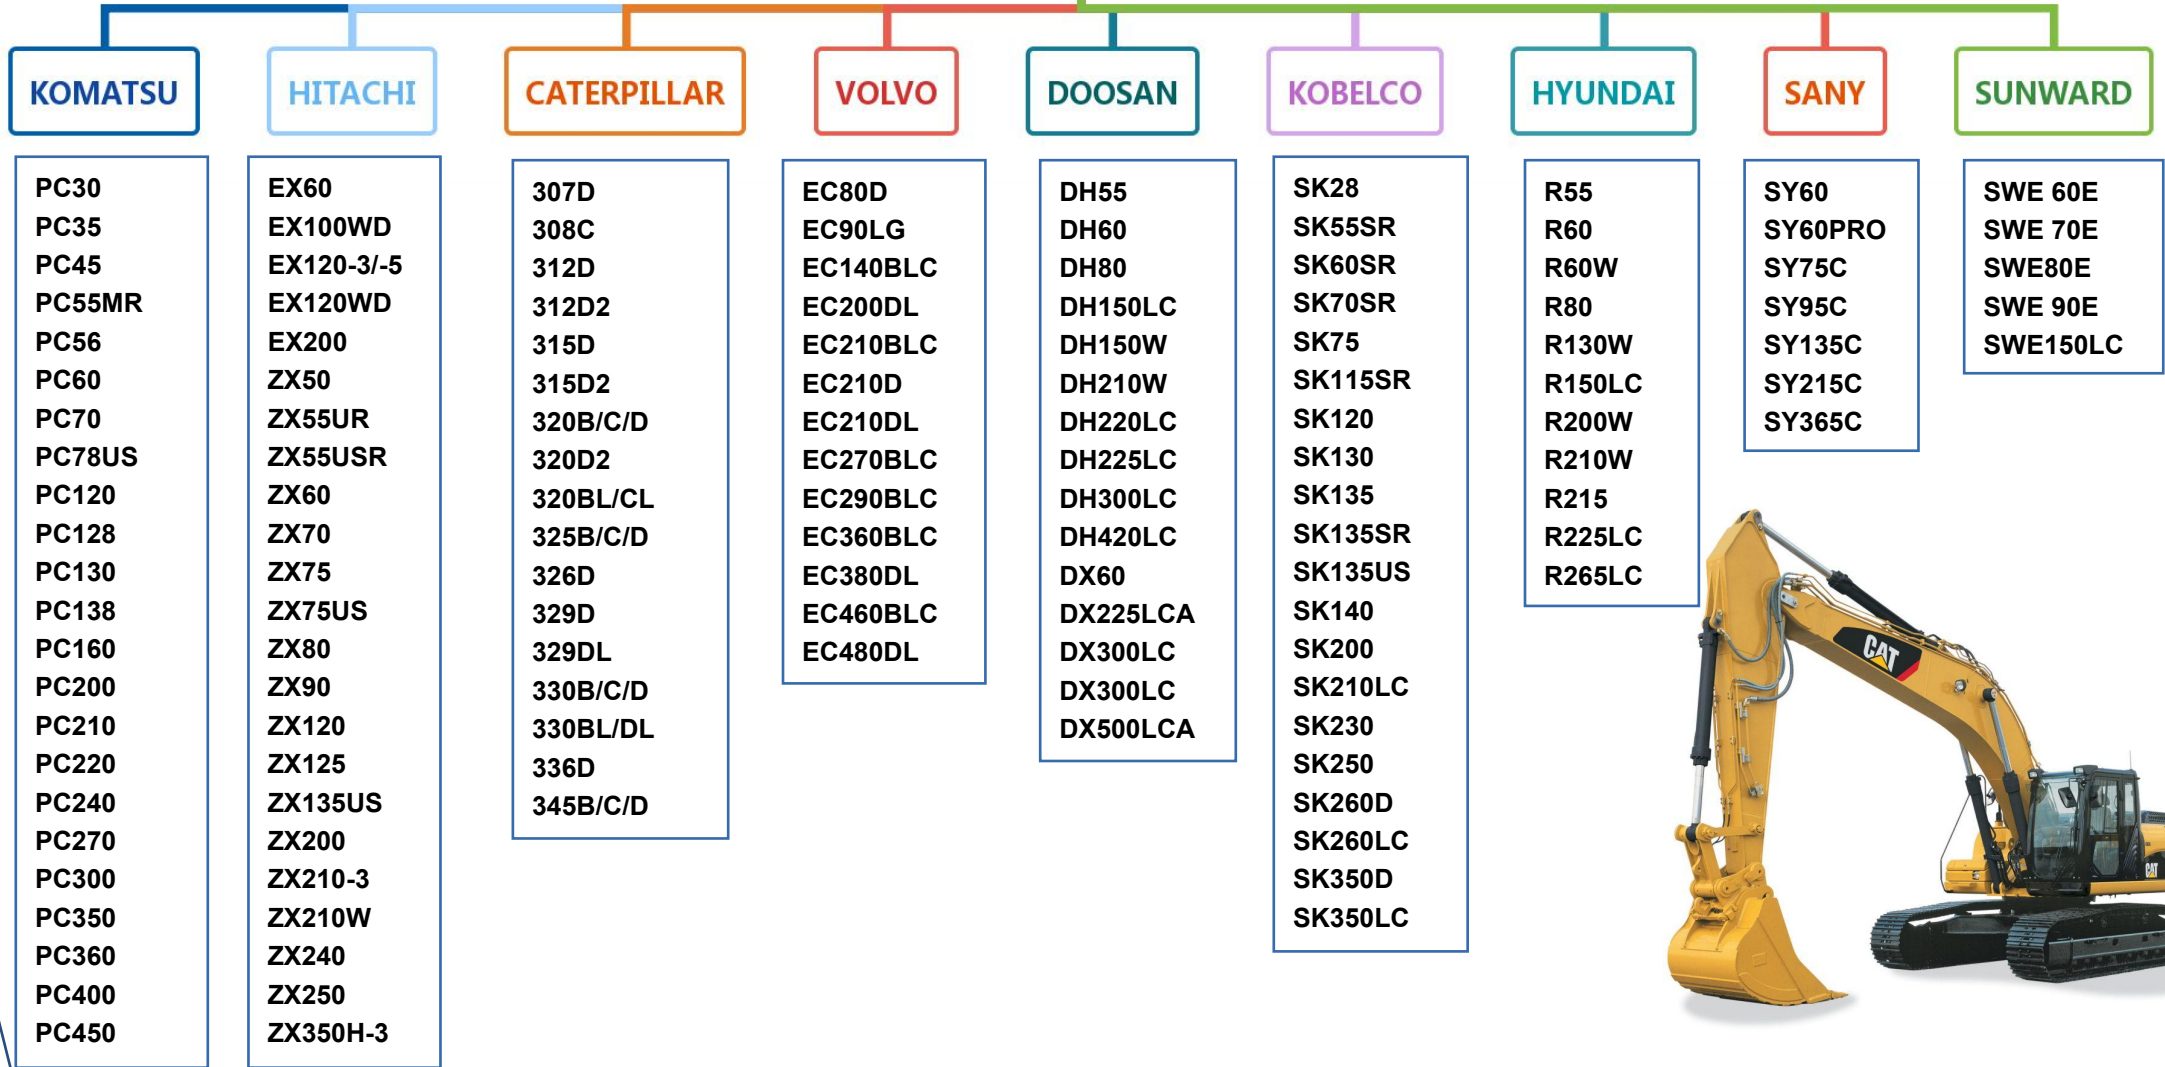 KOMATSU
HITACHI
CATERPILLAR
VOLVO
DOOSAN
KOBELCO
HYUNDAI
SANY
SUNWARD
PC30
PC35
PC45
PC55MR
PC56
PC60
PC70
PC78US
PC120
PC128
PC130
PC138
PC160
PC200
PC210
PC220
PC240
PC270
PC300
PC350
PC360
PC400
PC450
EX60
EX100WD
EX120-3/-5
EX120WD
EX200
ZX50
ZX55UR
ZX55USR
ZX60
ZX70
ZX75
ZX75US
ZX80
ZX90
ZX120
ZX125
ZX135US
ZX200
ZX210-3
ZX210W
ZX240
ZX250
ZX350H-3
307D
308C
312D
312D2
315D
315D2
320B/C/D
320D2
320BL/CL
325B/C/D
326D
329D
329DL
330B/C/D
330BL/DL
336D
345B/C/D
EC80D
EC90LG
EC140BLC
EC200DL
EC210BLC
EC210D
EC210DL
EC270BLC
EC290BLC
EC360BLC
EC380DL
EC460BLC
EC480DL
DH55
DH60
DH80
DH150LC
DH150W
DH210W
DH220LC
DH225LC
DH300LC
DH420LC
DX60
DX225LCA
DX300LC
DX300LC
DX500LCA
SK28
SK55SR
SK60SR
SK70SR
SK75
SK115SR
SK120
SK130
SK135
SK135SR
SK135US
SK140
SK200
SK210LC
SK230
SK250
SK260D
SK260LC
SK350D
SK350LC
R55
R60
R60W
R80
R130W
R150LC
R200W
R210W
R215
R225LC
R265LC
SY60
SY60PRO
SY75C
SY95C
SY135C
SY215C
SY365C
SWE 60E
SWE 70E
SWE80E
SWE 90E
SWE150LC
CAT
CAT